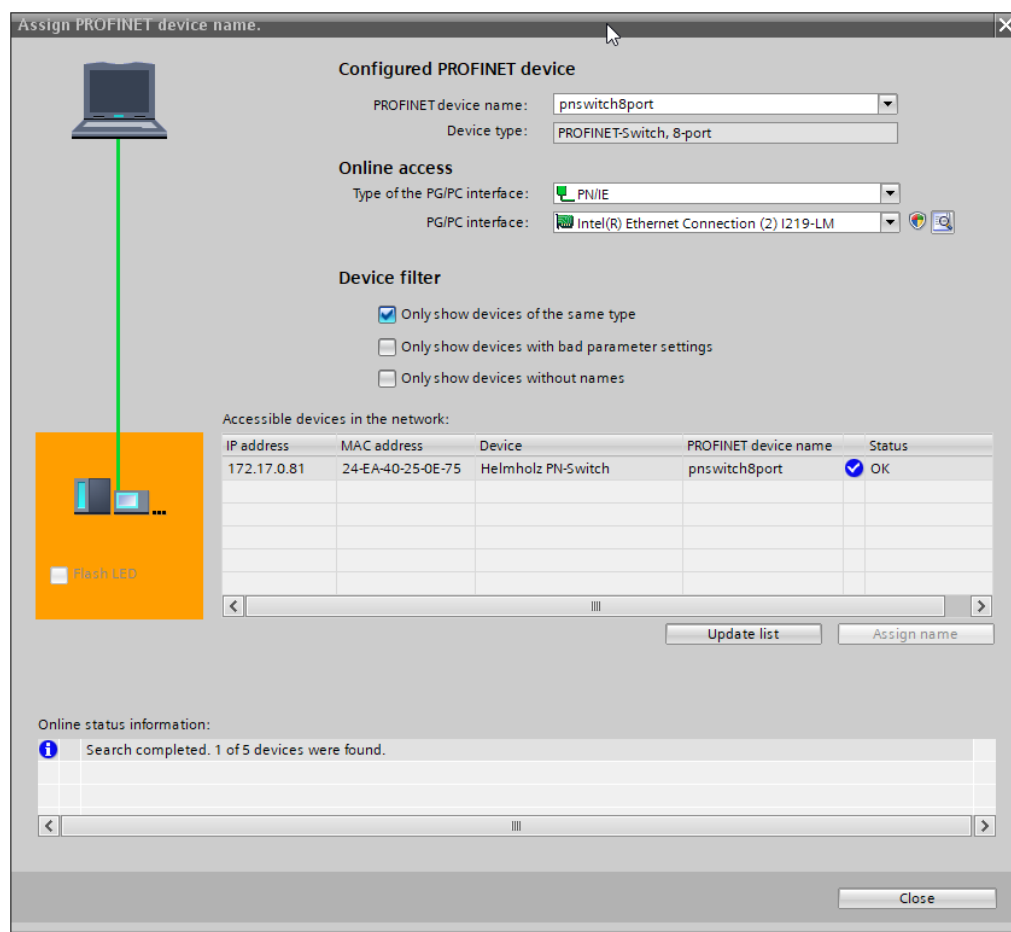 Assign PROFINET device name.
Configured PROFINET device
PROFINET device name: pnswitch8port
Device type: PROFINET-Switch, 8-port
Online access
Type of the PG/PC interface: PN/IE
PG/PC interface: Intel(R) Ethernet Connection (2) I219-LM
Device filter
Only show devices of the same type
Only show devices with bad parameter settings
Only show devices without names
Accessible devices in the network:
IP address MAC address Device PROFINET device name Status
172.17.0.81 24-EA-40-25-0E-75 Helmholz PN-Switch pnswitch8port OK
Flash LED
Update list Assign name
Online status information:
Search completed. 1 of 5 devices were found.
Close